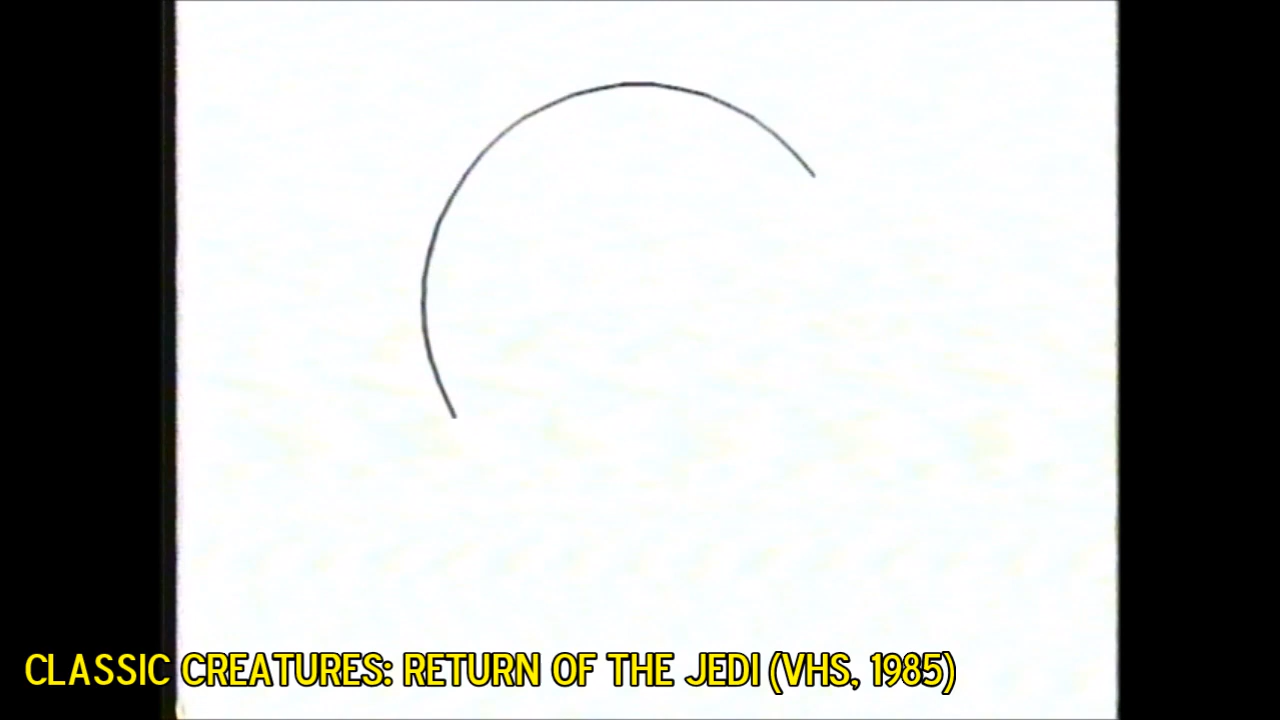 CLASSIC CREATURES: RETURN OF THE JEDI (VHS, 1985)